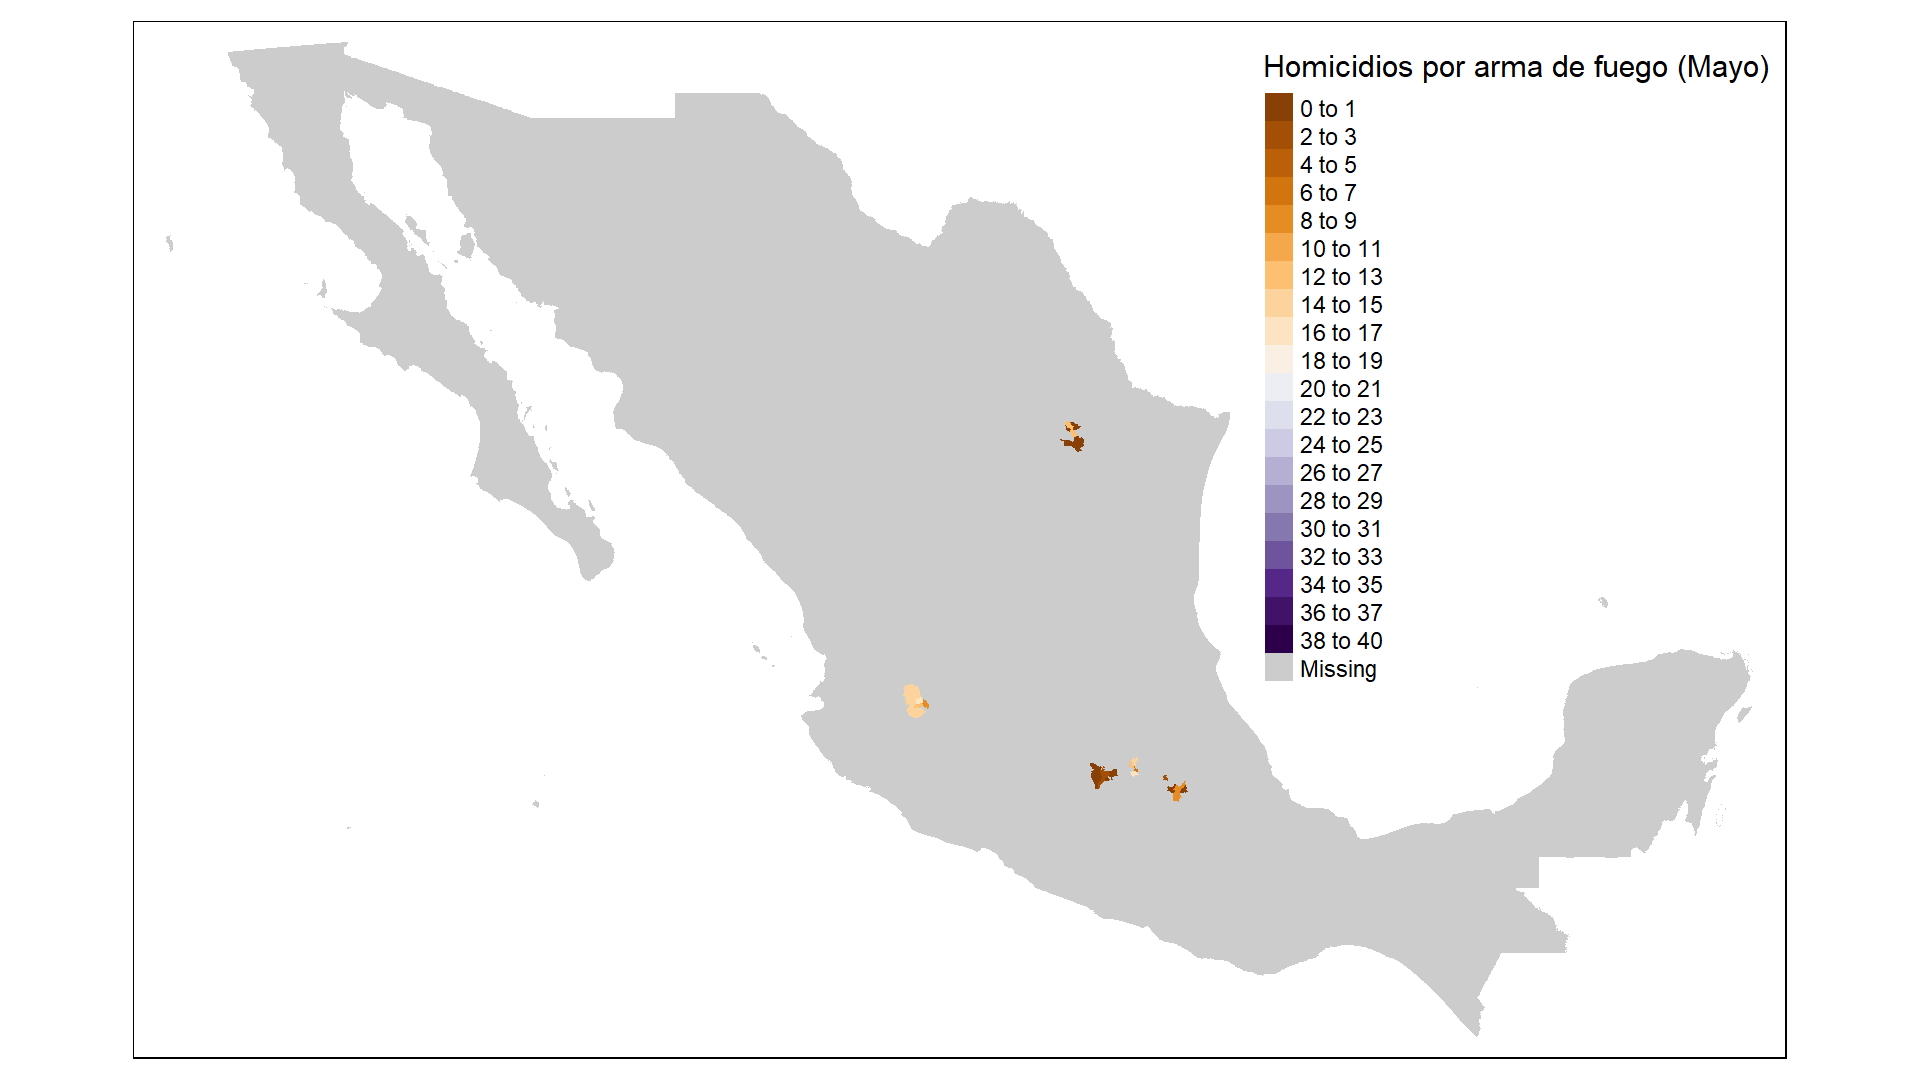 Homicidios por arma de fuego (Mayo)
0 to 1
2 to 3
4 to 5
6 to 7
8 to 9
10 to 11
12 to 13
14 to 15
16 to 17
18 to 19
20 to 21
22 to 23
24 to 25
26 to 27
28 to 29
30 to 31
32 to 33
34 to 35
36 to 37
38 to 40
Missing